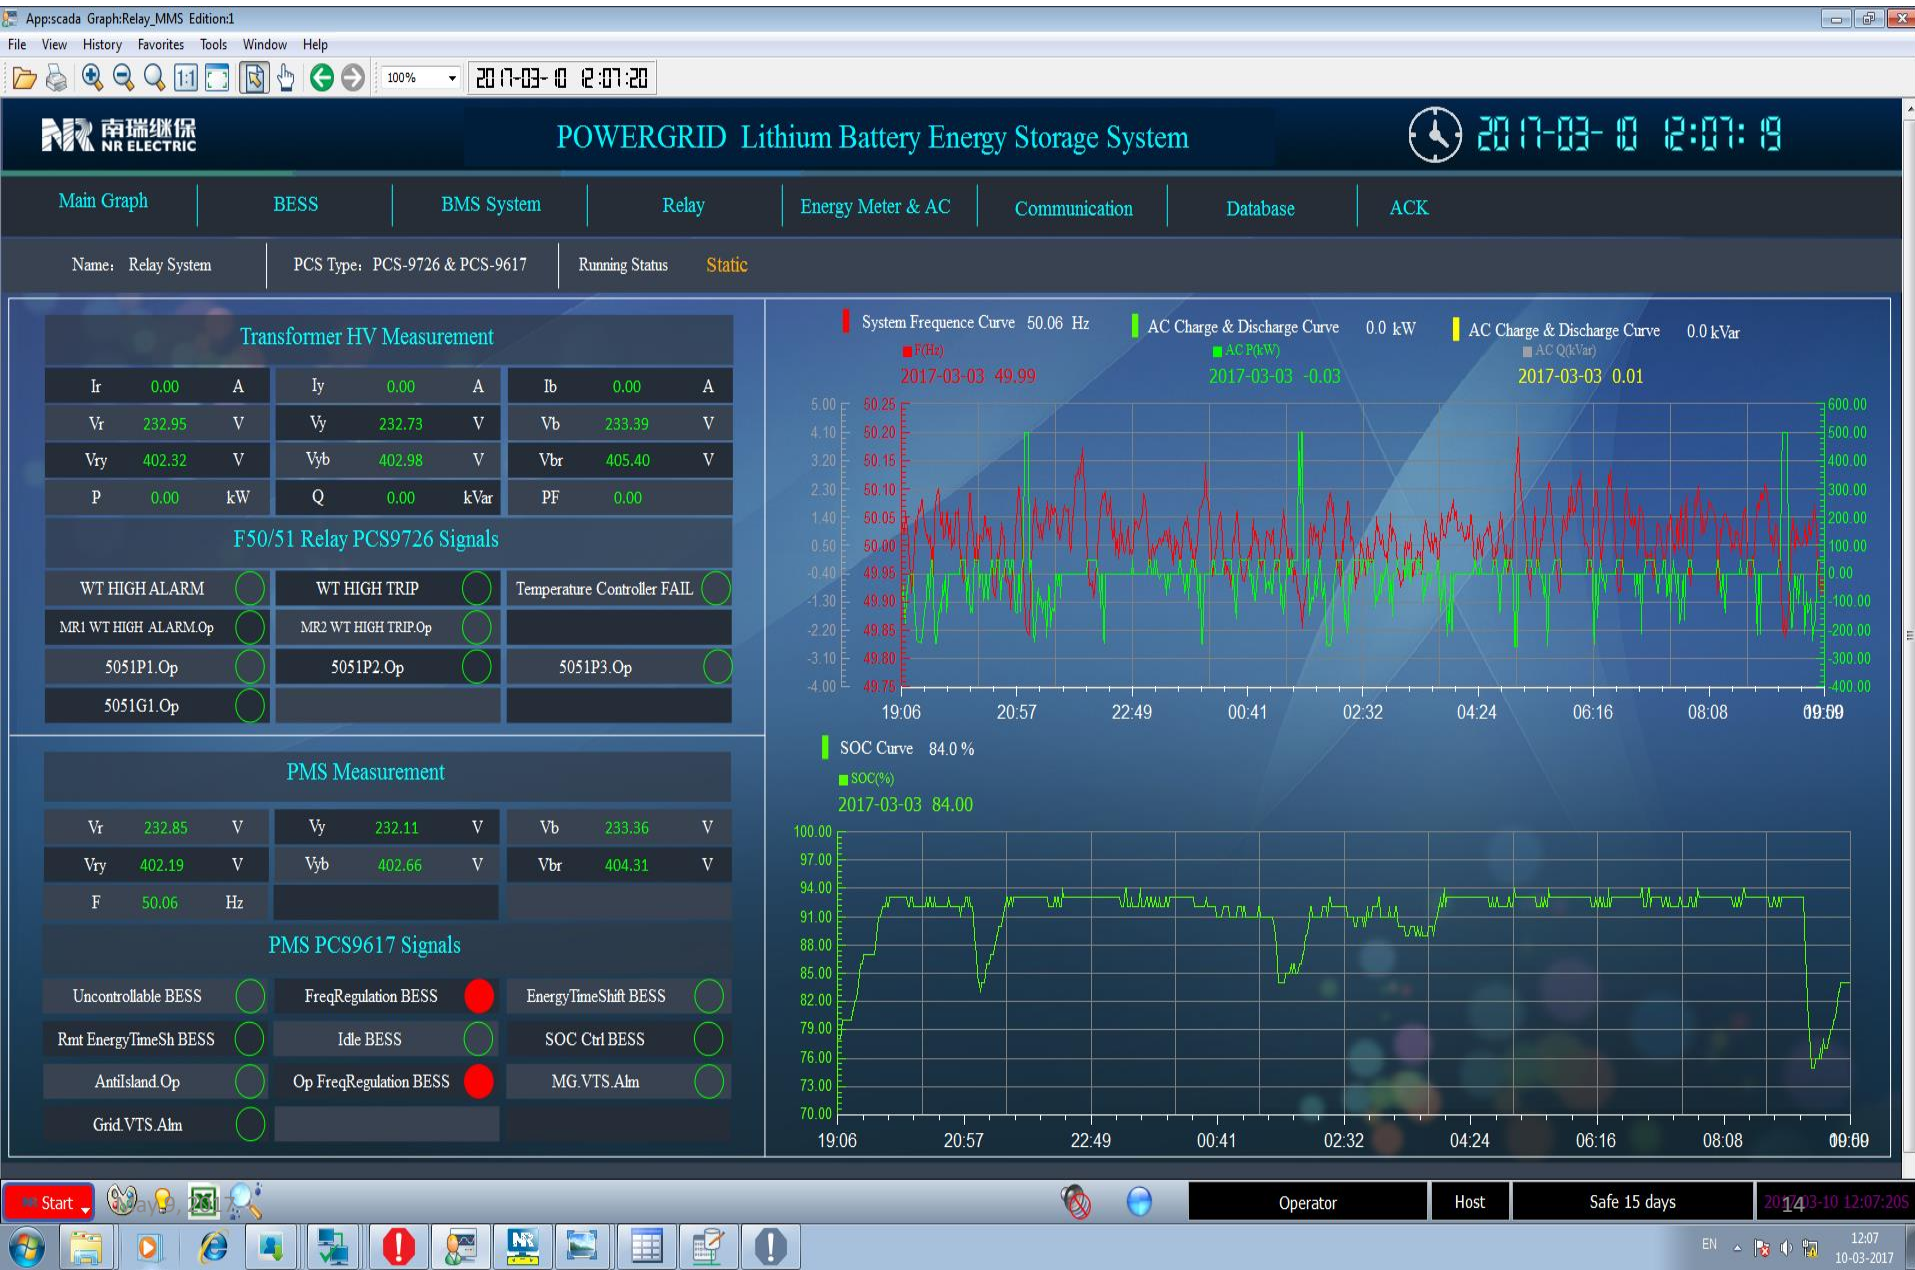 App:scada Graph:Relay_MMS Edition:1
File View History Favorites Tools Window Help
1:1 100% 2017-03-10 12:07:20
NR 南瑞继保
NR ELECTRIC
POWERGRID Lithium Battery Energy Storage System
2017-03-10 12:07:19
Main Graph BESS BMS System Relay Energy Meter & AC Communication Database ACK
Name: Relay System PCS Type: PCS-9726 & PCS-9617 Running Status Static
Transformer HV Measurement
Ir 0.00 A Iy 0.00 A Ib 0.00 A
Vr 232.95 V Vy 232.73 V Vb 233.39 V
Vry 402.32 V Vyb 402.98 V Vbr 405.40 V
P 0.00 kW Q 0.00 kVar PF 0.00
F50/51 Relay PCS9726 Signals
WT HIGH ALARM WT HIGH TRIP Temperature Controller FAIL
MR1 WT HIGH ALARM.Op MR2 WT HIGH TRIP.Op
5051P1.Op 5051P2.Op 5051P3.Op
5051G1.Op
PMS Measurement
Vr 232.85 V Vy 232.11 V Vb 233.36 V
Vry 402.19 V Vyb 402.66 V Vbr 404.31 V
F 50.06 Hz
PMS PCS9617 Signals
Uncontrollable BESS FreqRegulation BESS EnergyTimeShift BESS
Rmt EnergyTimeSh BESS Idle BESS SOC Ctrl BESS
AntiIsland.Op Op FreqRegulation BESS MG.VTS.Alm
Grid.VTS.Alm
System Frequence Curve 50.06 Hz AC Charge & Discharge Curve 0.0 kW AC Charge & Discharge Curve 0.0 kVar
F(Hz) AC P(kW) AC Q(kVar)
2017-03-03 49.99 2017-03-03 -0.03 2017-03-03 0.01
5.00 50.25 600.00
4.10 50.20 500.00
3.20 50.15 400.00
2.30 50.10 300.00
1.40 50.05 200.00
0.50 50.00 100.00
-0.40 49.95 0.00
-1.30 49.90 -100.00
-2.20 49.85 -200.00
-3.10 49.80 -300.00
-4.00 49.75 -400.00
19:06 20:57 22:49 00:41 02:32 04:24 06:16 08:08
SOC Curve 84.0 %
SOC(%)
2017-03-03 84.00
100.00
97.00
94.00
91.00
88.00
85.00
82.00
79.00
76.00
73.00
70.00
19:06 20:57 22:49 00:41 02:32 04:24 06:16 08:08
Start Operator Host Safe 15 days 14
EN 12:07
10-03-2017